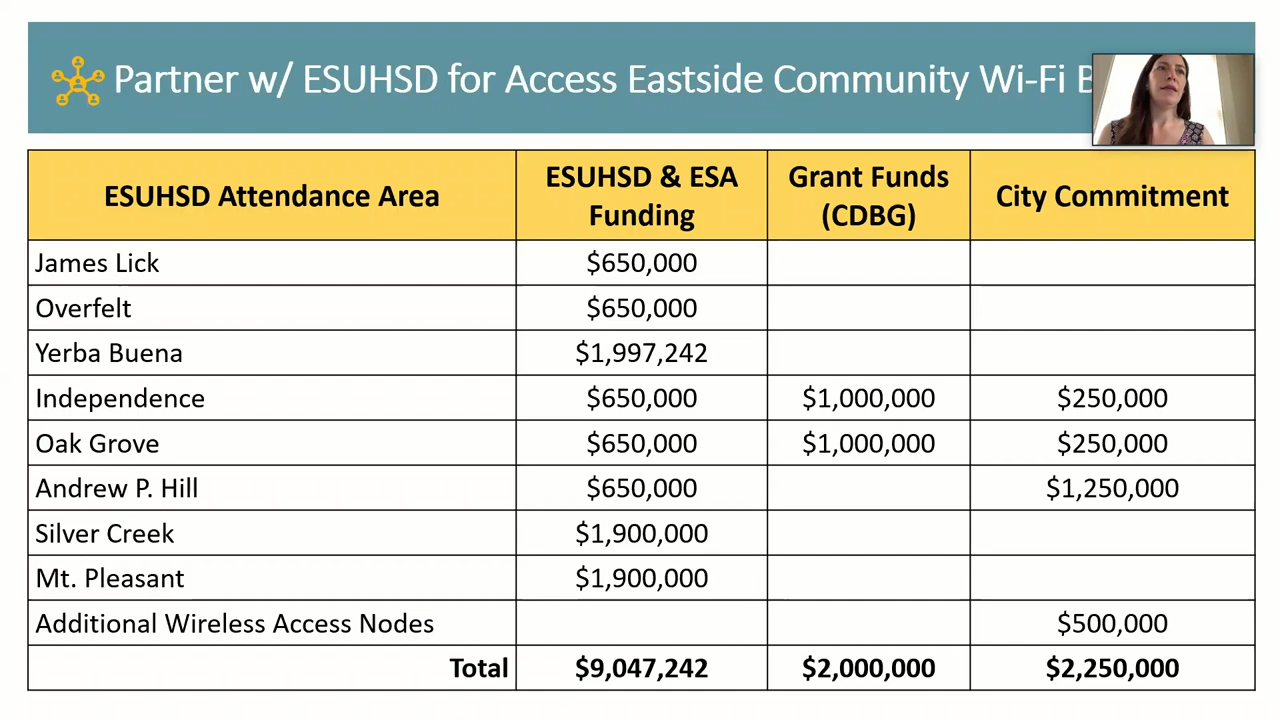 Partner w/ ESUHSD for Access Eastside Community Wi-Fi
ESUHSD Attendance Area
ESUHSD & ESA
Funding
Grant Funds
(CDBG)
City Commitment
James Lick $650,000
Overfelt $650,000
Yerba Buena $1,997,242
Independence $650,000 $1,000,000 $250,000
Oak Grove $650,000 $1,000,000 $250,000
Andrew P. Hill $650,000 $1,250,000
Silver Creek $1,900,000
Mt. Pleasant $1,900,000
Additional Wireless Access Nodes $500,000
Total $9,047,242 $2,000,000 $2,250,000